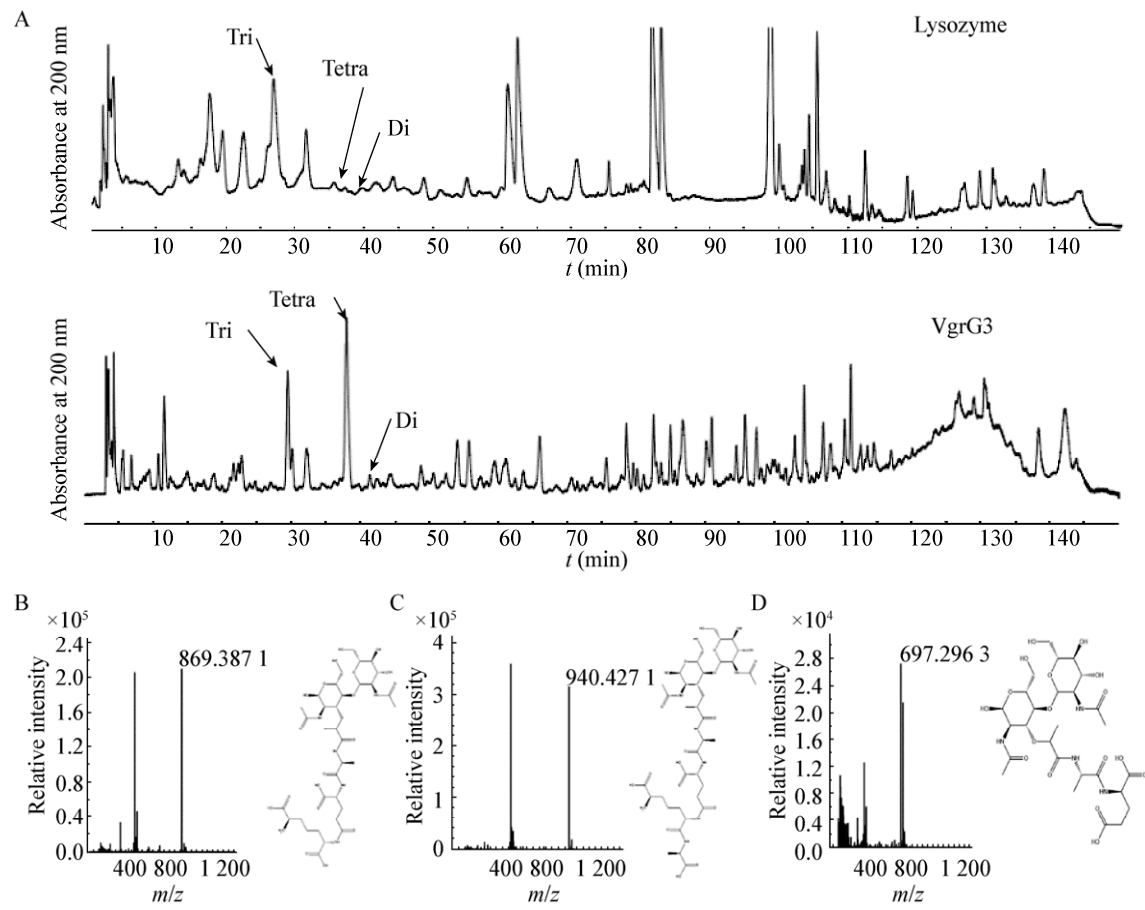 A
Lysozyme
Absorbance at 200 nm
Tri
Tetra
Di
10 20 30 40 50 60 70 80 90 100 110 120 130 140
t (min)
VgrG3
Absorbance at 200 nm
Tri
Tetra
Di
10 20 30 40 50 60 70 80 90 100 110 120 130 140
t (min)
B
×10⁵
Relative intensity
2.4
2.0
1.6
1.2
0.8
0.4
0.0
869.387 1
400 800 1 200
m/z
C
×10⁵
Relative intensity
4
3
2
1
0
940.427 1
400 800 1 200
m/z
D
×10⁴
Relative intensity
2.8
2.4
2.0
1.6
1.2
0.8
0.4
0.0
697.296 3
400 800 1 200
m/z